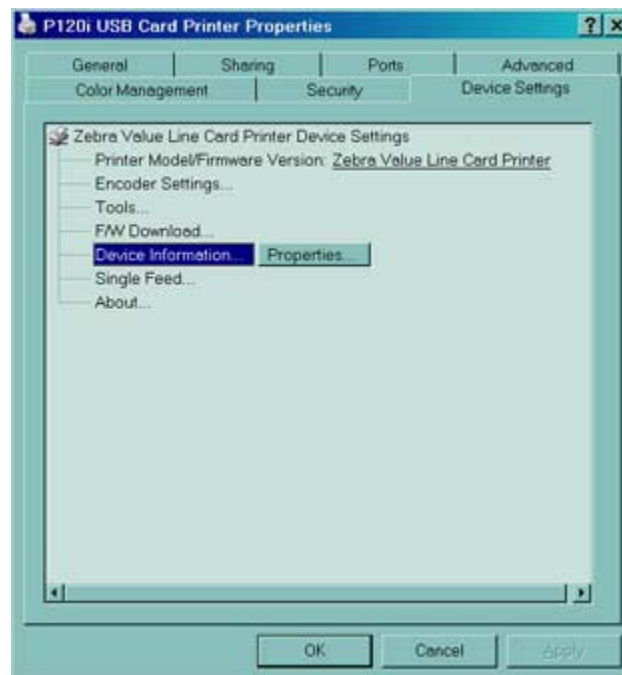 P120i USB Card Printer Properties
General Sharing Ports Advanced
Color Management Security Device Settings
Zebra Value Line Card Printer Device Settings
Printer Model/Firmware Version: Zebra Value Line Card Printer
Encoder Settings...
Tools...
F/W Download...
Device Information... Properties...
Single Feed...
About...
OK Cancel Apply